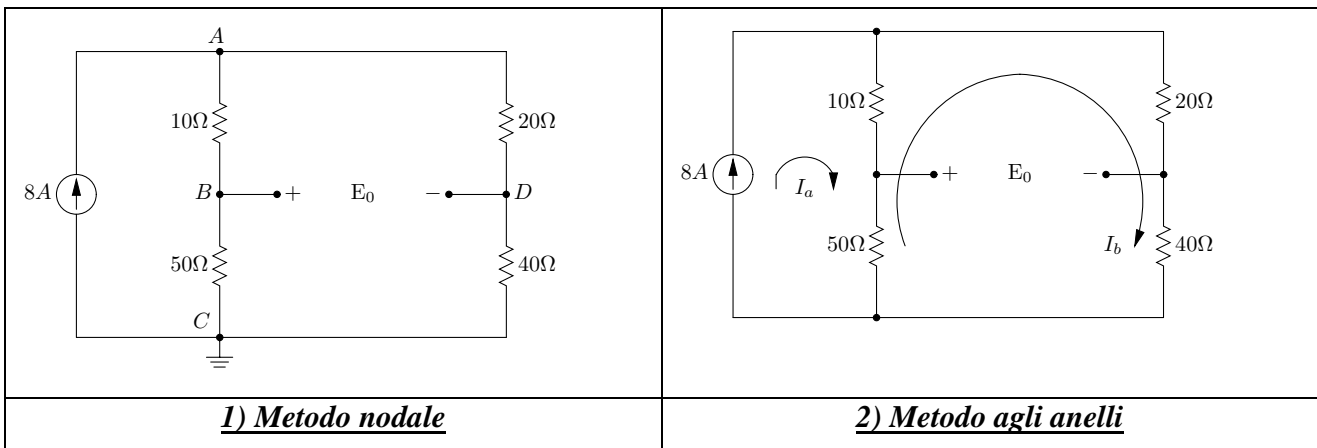 A
10Ω
20Ω
8A
B
+
E₀
−
D
50Ω
40Ω
C
1) Metodo nodale
10Ω
20Ω
8A
Iₐ
+
E₀
−
50Ω
I_b
40Ω
2) Metodo agli anelli